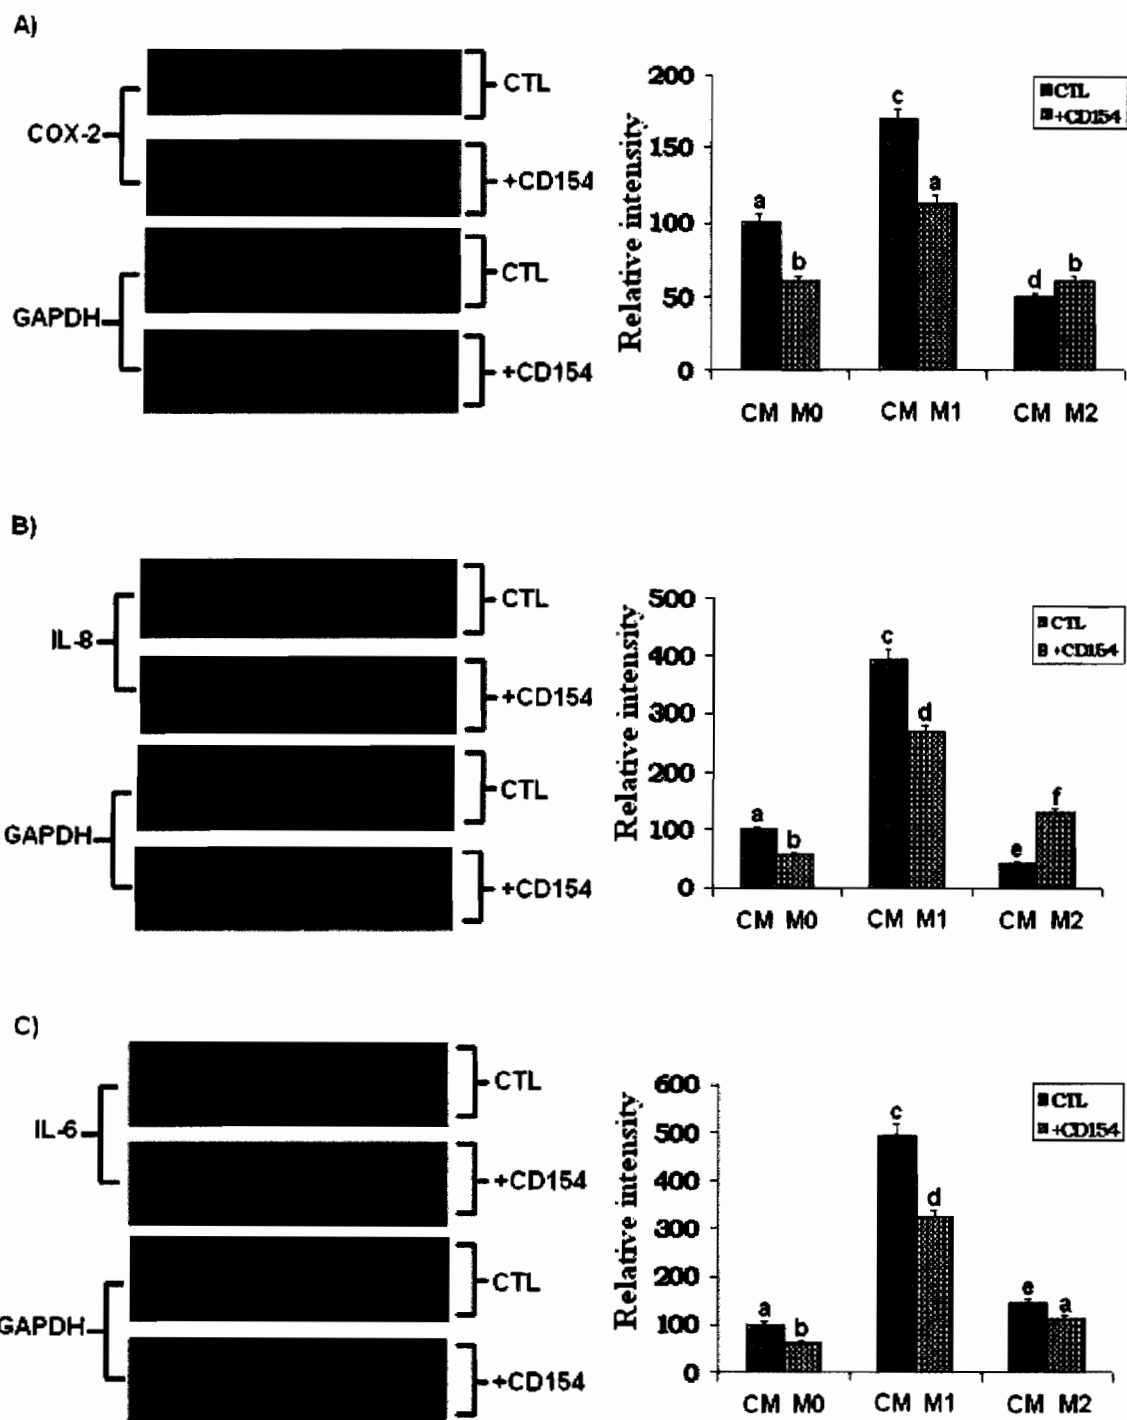 A)
COX-2
CTL
+CD154
GAPDH
CTL
+CD154
Relative intensity
200
150
100
50
0
a
b
c
a
d
b
CM M0
CM M1
CM M2
CTL
+CD154
B)
IL-8
CTL
+CD154
GAPDH
CTL
+CD154
Relative intensity
500
400
300
200
100
0
a
b
c
d
e
f
CM M0
CM M1
CM M2
CTL
+CD154
C)
IL-6
CTL
+CD154
GAPDH
CTL
+CD154
Relative intensity
600
500
400
300
200
100
0
a
b
c
d
e
a
CM M0
CM M1
CM M2
CTL
+CD154